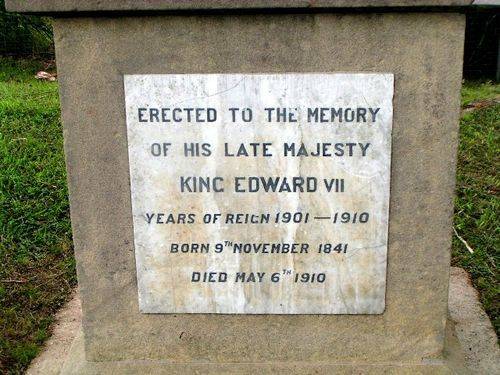 ERECTED TO THE MEMORY
OF HIS LATE MAJESTY
KING EDWARD VII
YEARS OF REIGN 1901—1910
BORN 9TH NOVEMBER 1841
DIED MAY 6TH 1910